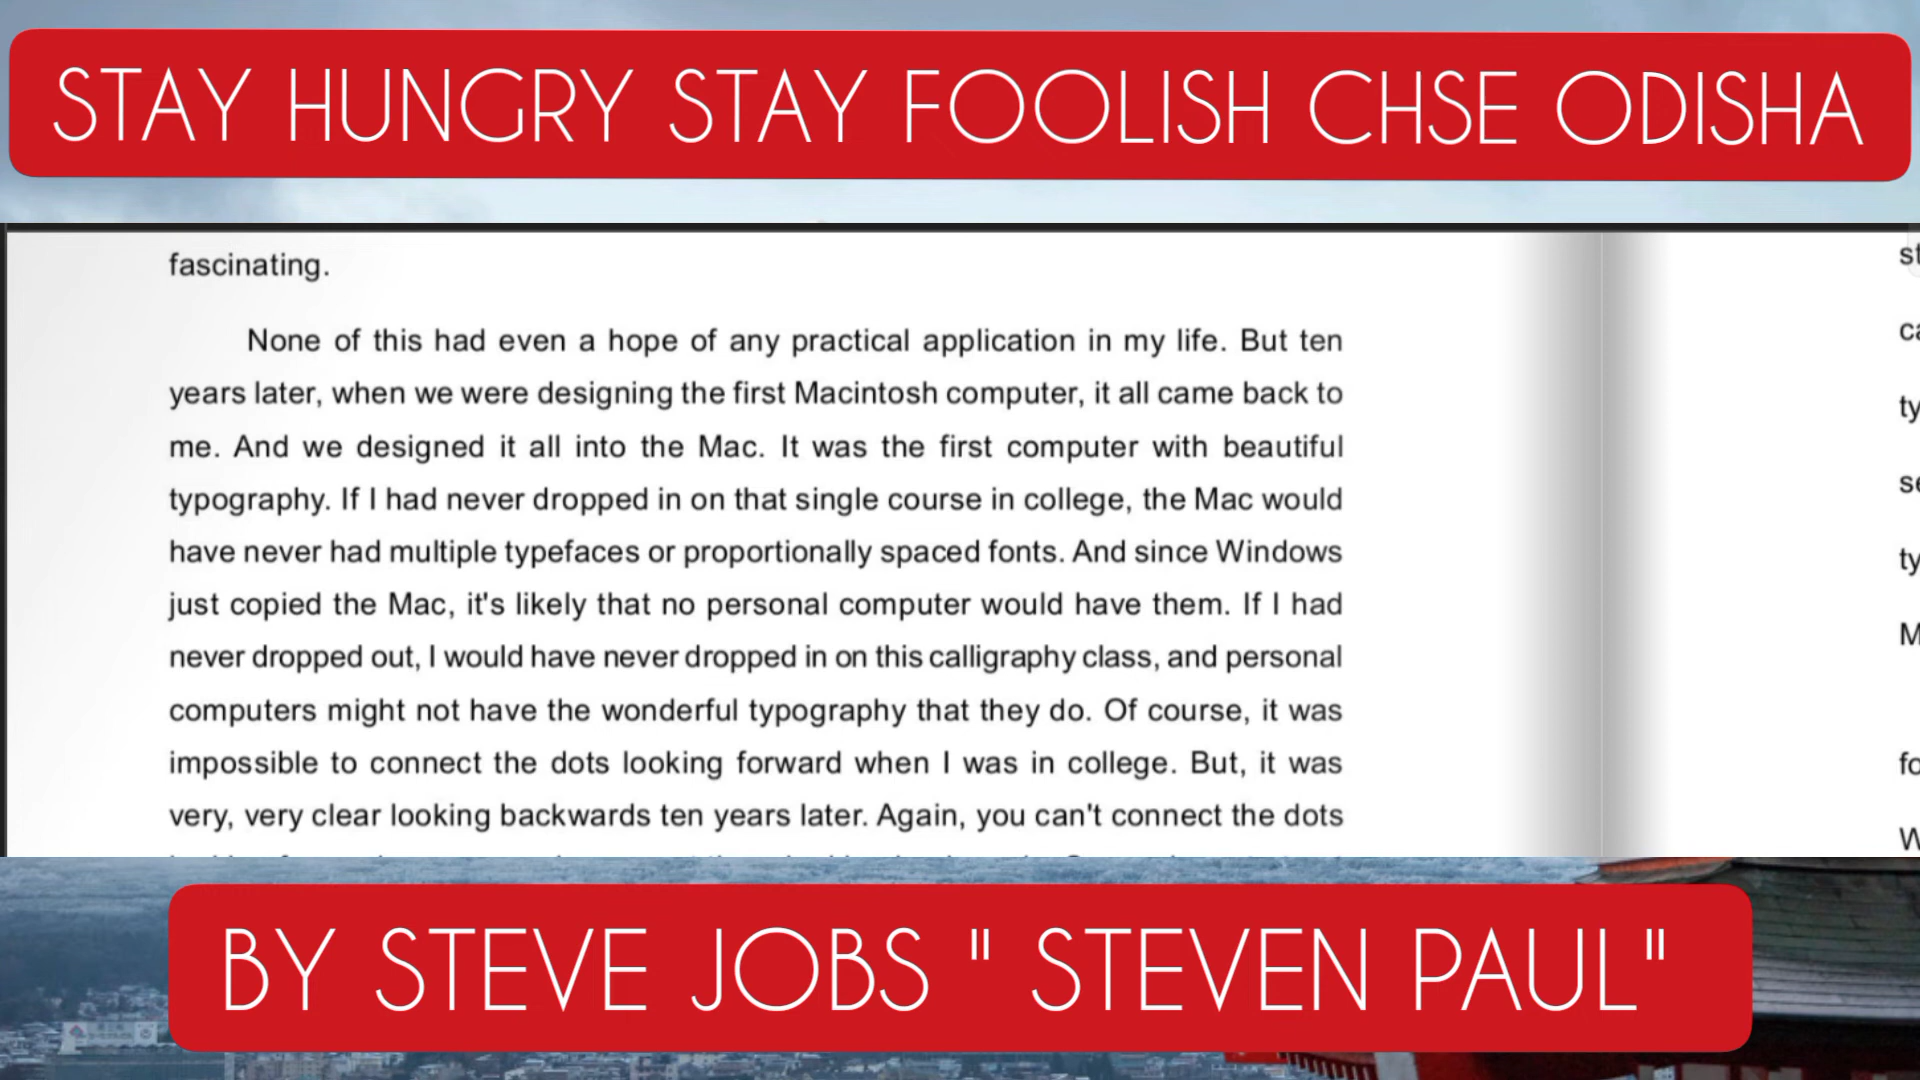 STAY HUNGRY STAY FOOLISH CHSE ODISHA
fascinating.
None of this had even a hope of any practical application in my life. But ten
years later, when we were designing the first Macintosh computer, it all came back to
me. And we designed it all into the Mac. It was the first computer with beautiful
typography. If I had never dropped in on that single course in college, the Mac would
have never had multiple typefaces or proportionally spaced fonts. And since Windows
just copied the Mac, it's likely that no personal computer would have them. If I had
never dropped out, I would have never dropped in on this calligraphy class, and personal
computers might not have the wonderful typography that they do. Of course, it was
impossible to connect the dots looking forward when I was in college. But, it was
very, very clear looking backwards ten years later. Again, you can't connect the dots
BY STEVE JOBS " STEVEN PAUL"